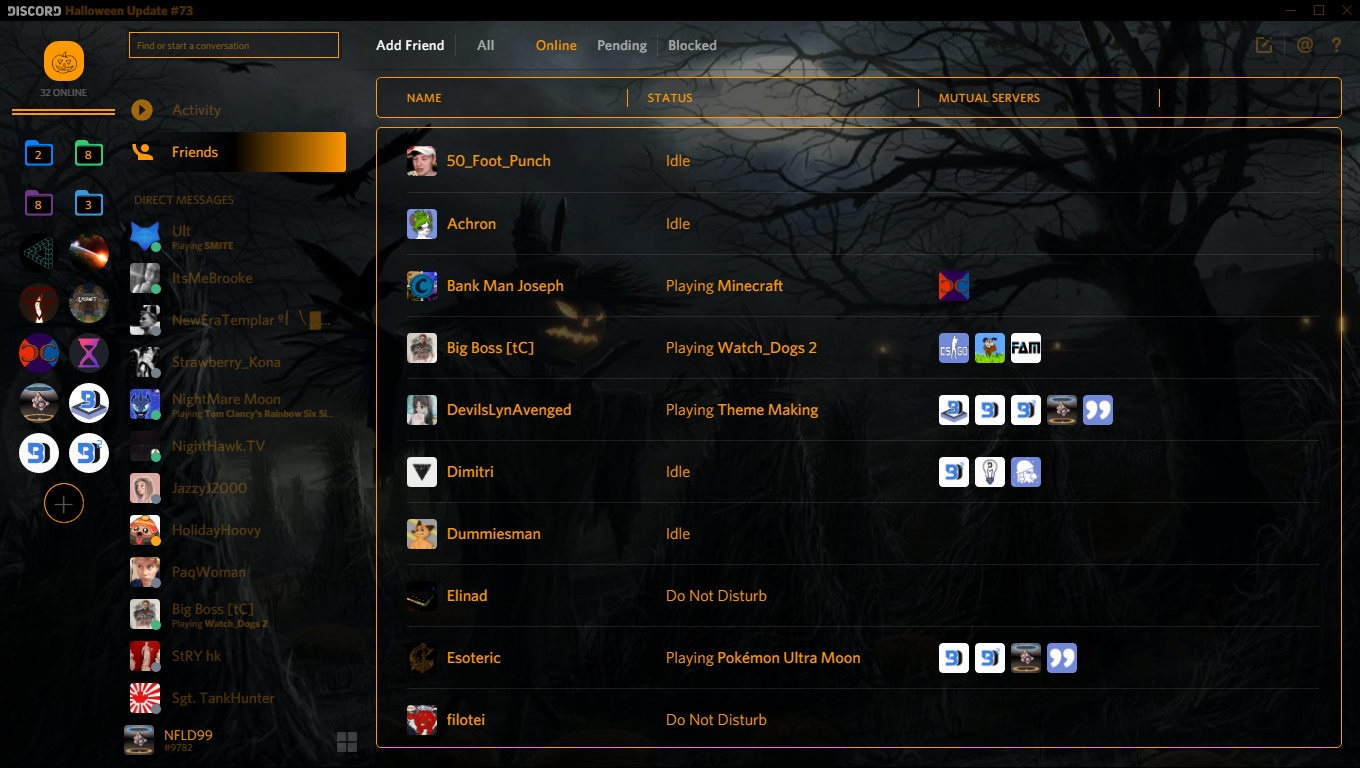 DISCORD Halloween Update #73
Find or start a conversation
Add Friend All Online Pending Blocked
@ ?
32 ONLINE
NAME STATUS MUTUAL SERVERS
Activity
Friends
2 8
8 3
DIRECT MESSAGES
Ult
Playing SMITE
ItsMeBrooke
NewEraTemplar
Strawberry_Kona
NightMare Moon
Playing Tom Clancy's Rainbow Six Si...
NightHawk.TV
JazzyJ2000
HolidayHoovy
PaqWoman
Big Boss [tC]
Playing Watch_Dogs 2
StRY hk
Sgt. TankHunter
NFLD99
#9782
50_Foot_Punch Idle
Achron Idle
Bank Man Joseph Playing Minecraft
Big Boss [tC] Playing Watch_Dogs 2
CS GO
FAM
DevilsLynAvenged Playing Theme Making
Dimitri Idle
Dummiesman Idle
Elinad Do Not Disturb
Esoteric Playing Pokémon Ultra Moon
filotei Do Not Disturb